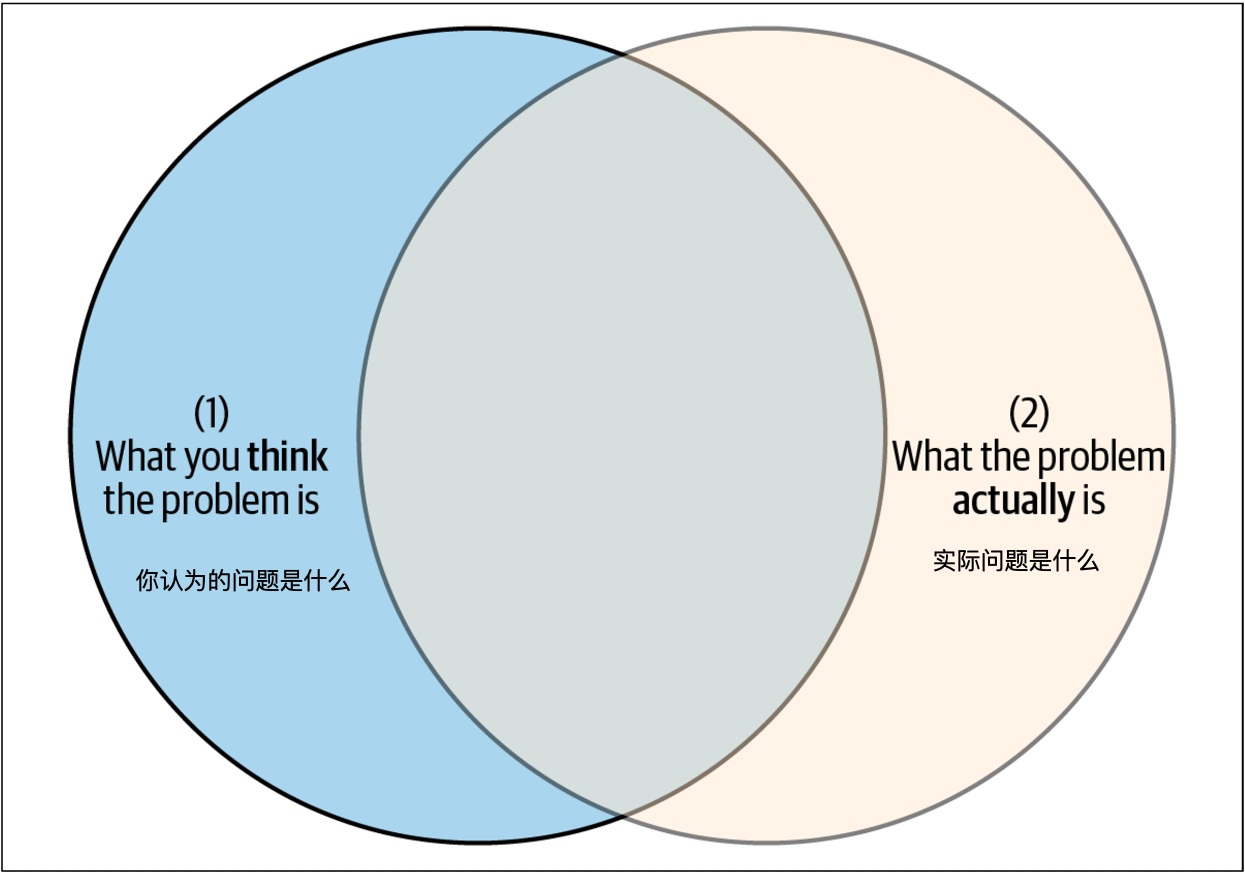 (1)
What you think
the problem is
你认为的问题是什么
(2)
What the problem
actually is
实际问题是什么